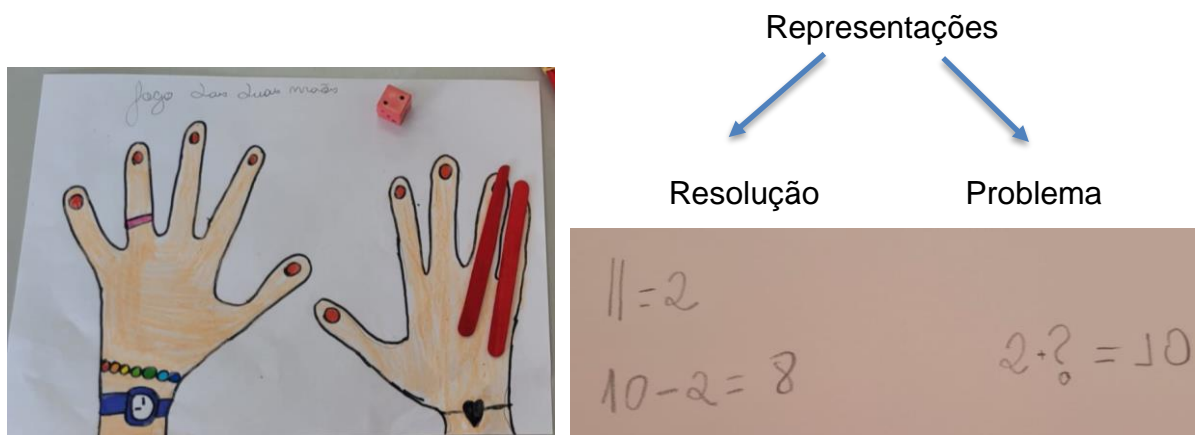 Representações
Jogo das duas mãos
Resolução Problema
||=2
10-2=8
2+?=10